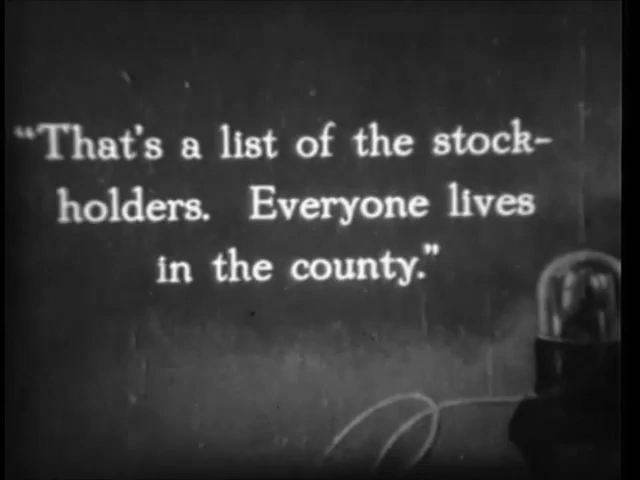 “That's a list of the stock-
holders. Everyone lives
in the county.”